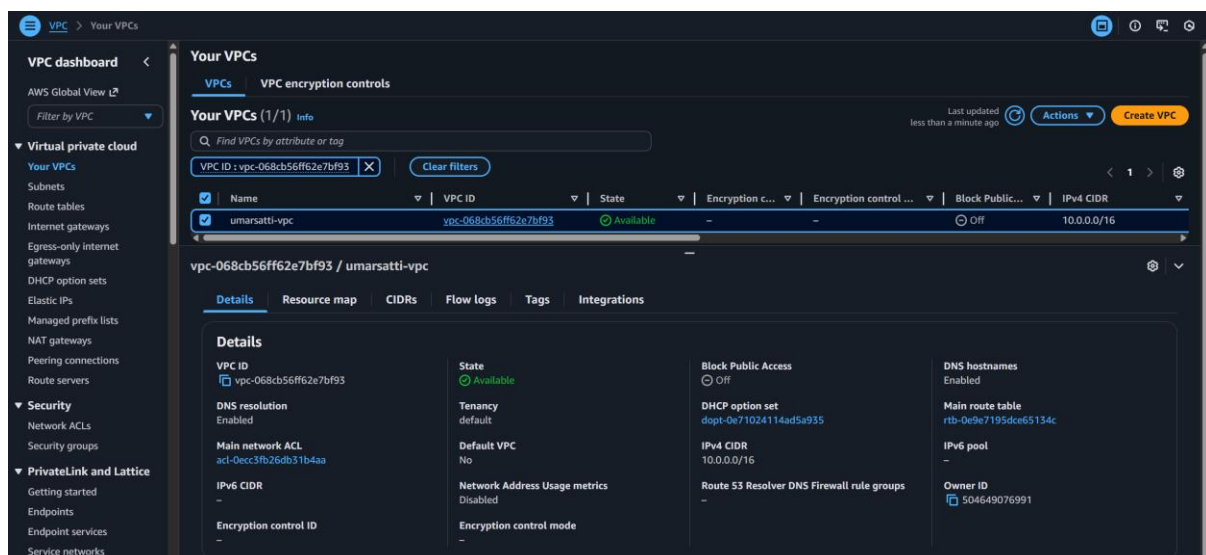 VPC > Your VPCs
VPC dashboard
AWS Global View
Filter by VPC
Virtual private cloud
Your VPCs
Subnets
Route tables
Internet gateways
Egress-only internet
gateways
DHCP option sets
Elastic IPs
Managed prefix lists
NAT gateways
Peering connections
Route servers
Security
Network ACLs
Security groups
PrivateLink and Lattice
Getting started
Endpoints
Endpoint services
Service networks
Your VPCs
VPCs VPC encryption controls
Your VPCs (1/1) Info
Last updated
less than a minute ago
Actions Create VPC
Find VPCs by attribute or tag
VPC ID : vpc-068cb56ff62e7bf93 Clear filters
1
Name VPC ID State Encryption c... Encryption control ... Block Public... IPv4 CIDR
umarsatti-vpc vpc-068cb56ff62e7bf93 Available – – Off 10.0.0.0/16
vpc-068cb56ff62e7bf93 / umarsatti-vpc
Details Resource map CIDRs Flow logs Tags Integrations
Details
VPC ID State Block Public Access DNS hostnames
vpc-068cb56ff62e7bf93 Available Off Enabled
DNS resolution Tenancy DHCP option set Main route table
Enabled default dopt-0e71024114ad5a935 rtb-0e9e7195dce65134c
Main network ACL Default VPC IPv4 CIDR IPv6 pool
acl-0ecc3fb26db31b4aa No 10.0.0.0/16 –
IPv6 CIDR Network Address Usage metrics Route 53 Resolver DNS Firewall rule groups Owner ID
– Disabled – 504649076991
Encryption control ID Encryption control mode
– –